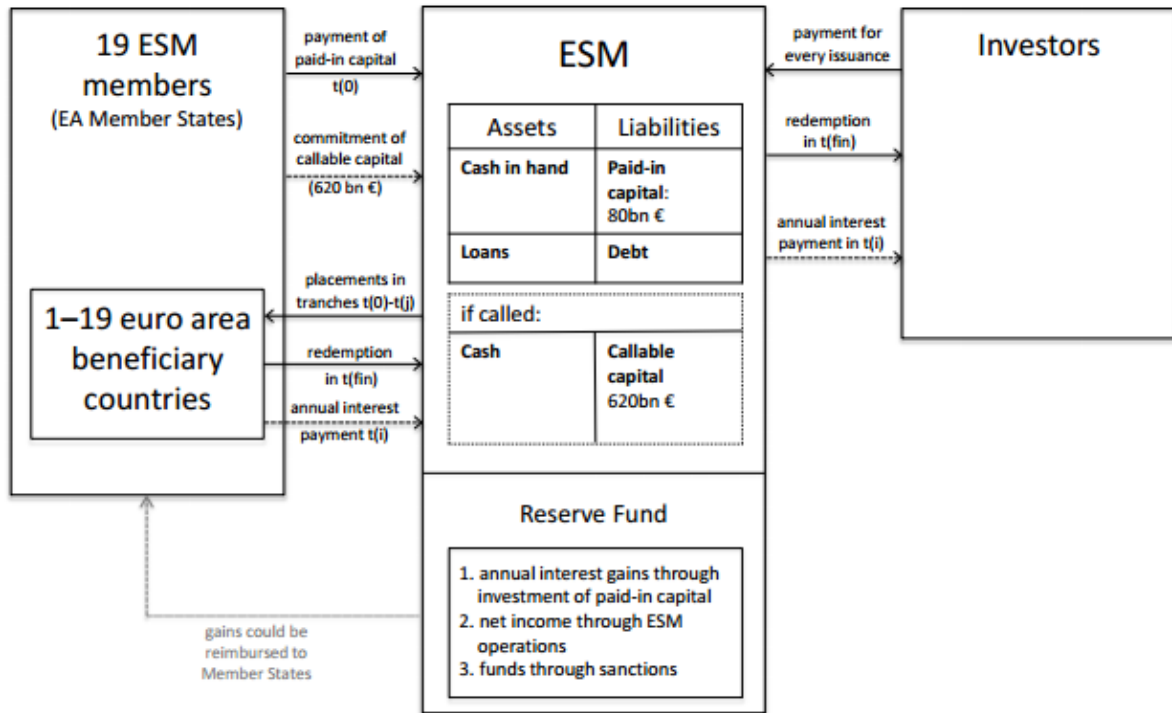 19 ESM
members
(EA Member States)
payment of
paid-in capital
t(0)
commitment of
callable capital
(620 bn €)
placements in
tranches t(0)-t(j)
1–19 euro area
beneficiary
countries
redemption
in t(fin)
annual interest
payment t(i)
ESM
Assets
Liabilities
Cash in hand
Paid-in
capital:
80bn €
Loans
Debt
if called:
Cash
Callable
capital
620bn €
Reserve Fund
1. annual interest gains through
investment of paid-in capital
2. net income through ESM
operations
3. funds through sanctions
gains could be
reimbursed to
Member States
payment for
every issuance
redemption
in t(fin)
annual interest
payment in t(i)
Investors